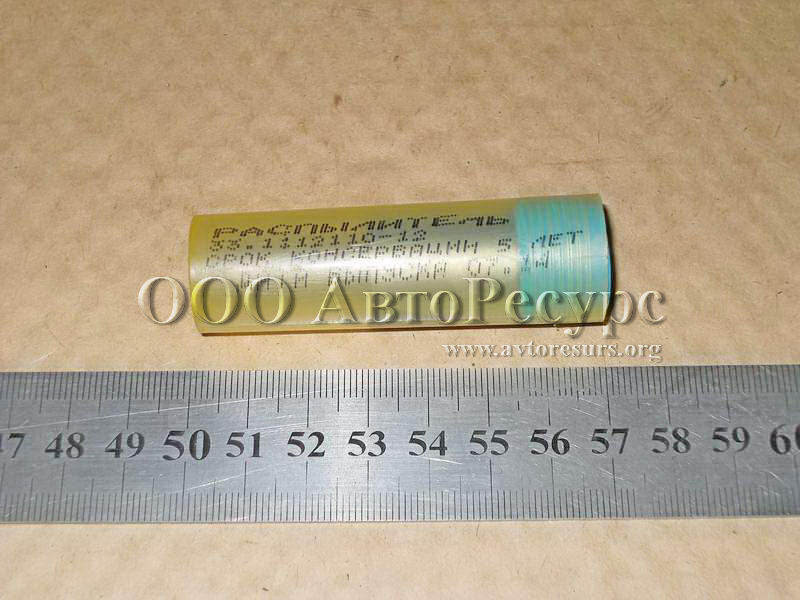 РАСПЫЛИТЕЛЬ
33.1112110-12
СРОК КОНСЕРВАЦИИ 5 ЛЕТ
ООО АвтоРесурс
www.avtoresurs.org
47 48 49 50 51 52 53 54 55 56 57 58 59 60